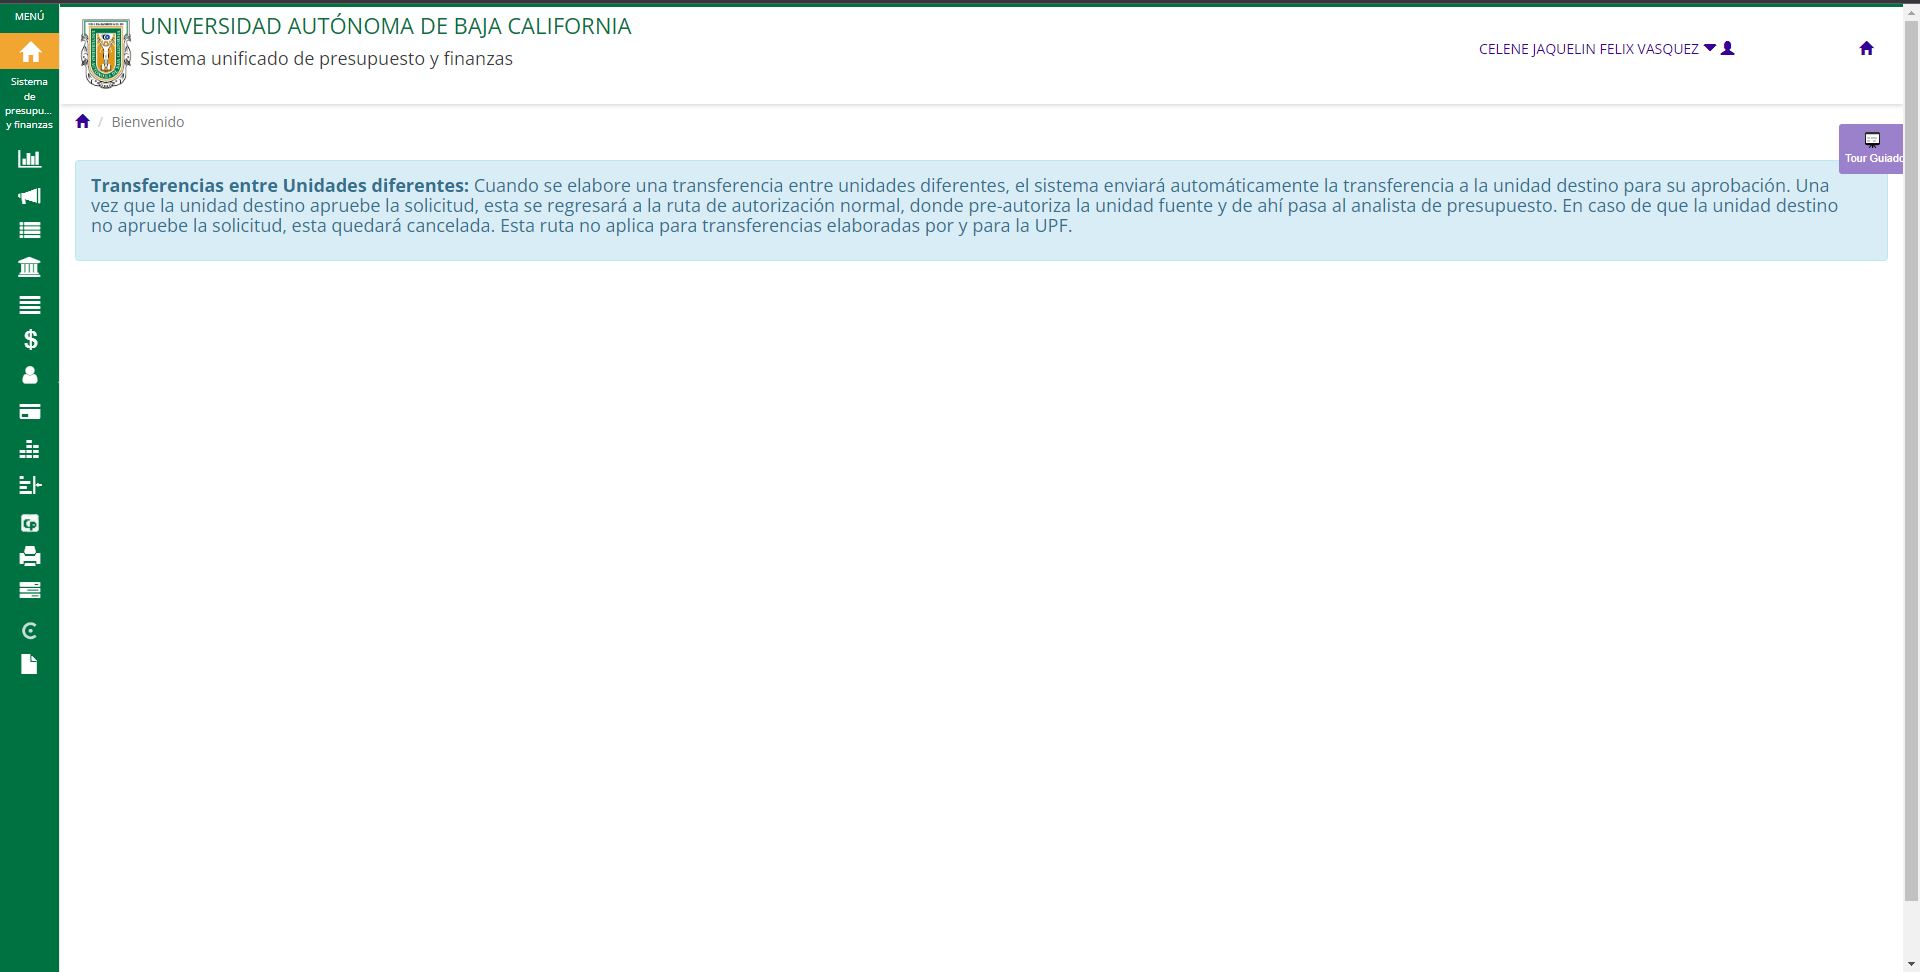 MENÚ
Sistema
de
presupu...
y finanzas
UNIVERSIDAD AUTÓNOMA DE BAJA CALIFORNIA
Sistema unificado de presupuesto y finanzas
CELENE JAQUELIN FELIX VASQUEZ
/ Bienvenido
Tour Guiado
Transferencias entre Unidades diferentes: Cuando se elabore una transferencia entre unidades diferentes, el sistema enviará automáticamente la transferencia a la unidad destino para su aprobación. Una
vez que la unidad destino apruebe la solicitud, esta se regresará a la ruta de autorización normal, donde pre-autoriza la unidad fuente y de ahí pasa al analista de presupuesto. En caso de que la unidad destino
no apruebe la solicitud, esta quedará cancelada. Esta ruta no aplica para transferencias elaboradas por y para la UPF.
$
Cp